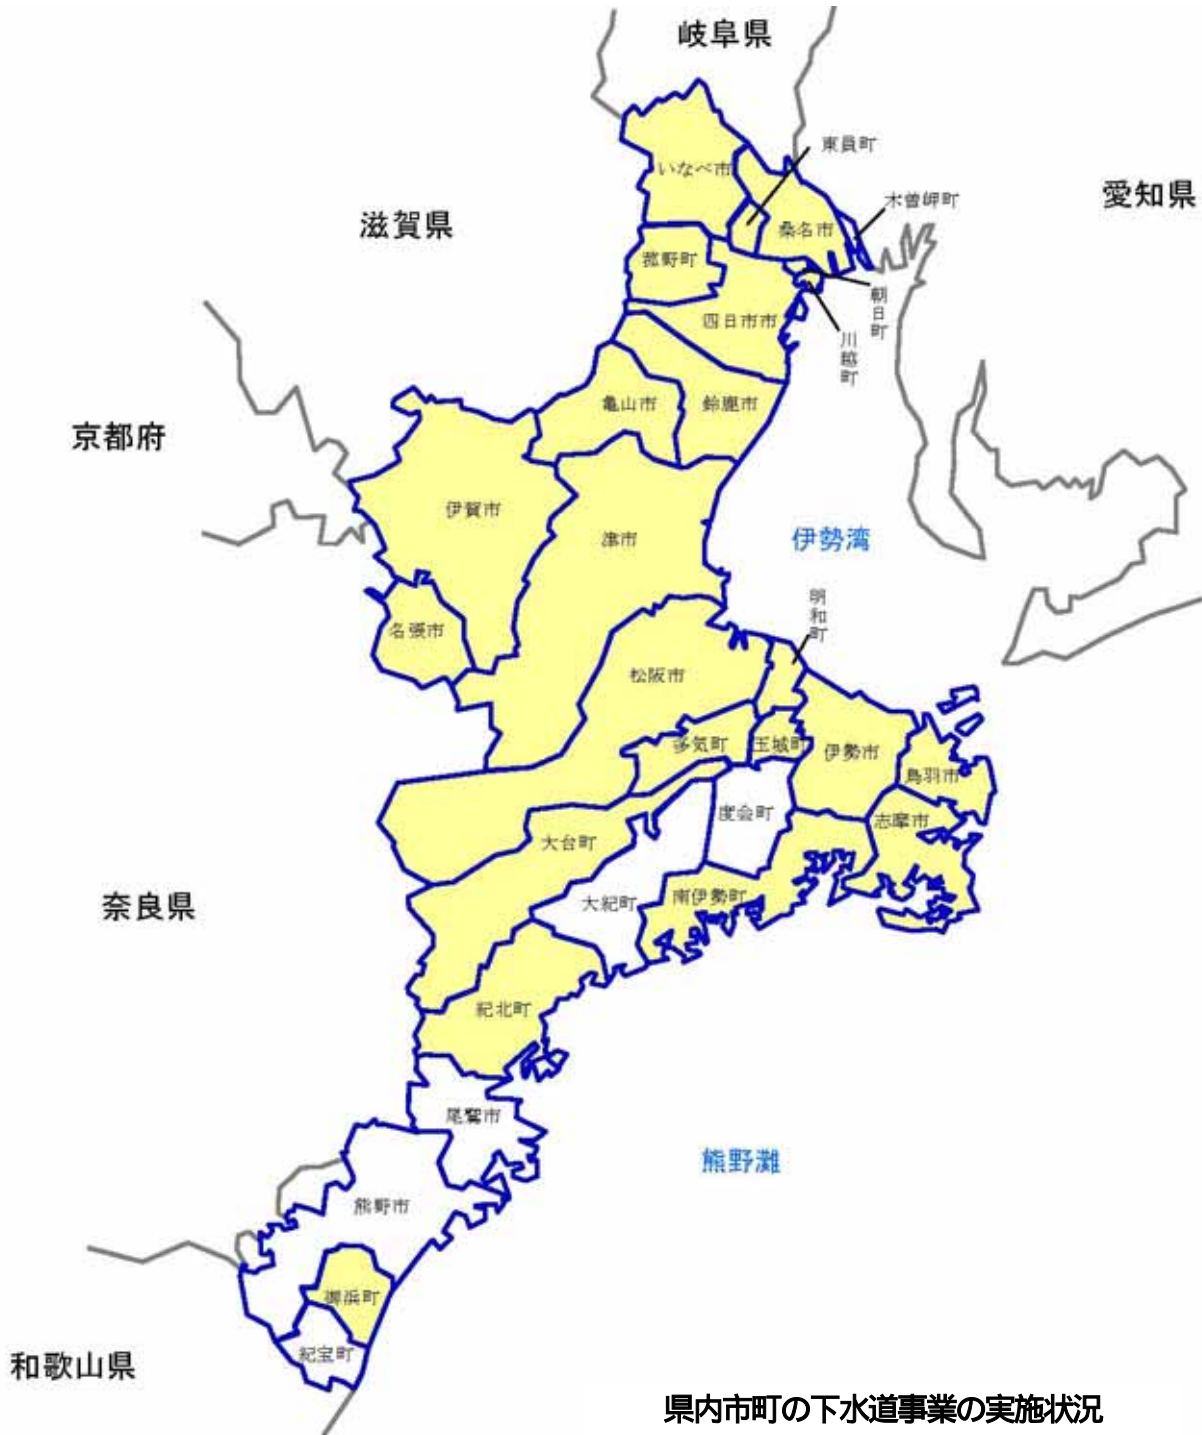 岐阜県
東員町
いなべ市
愛知県
木曽岬町
滋賀県
桑名市
菰野町
朝日町
四日市市
川越町
亀山市
鈴鹿市
京都府
伊賀市
津市
伊勢湾
明和町
名張市
松阪市
多気町
玉城町
伊勢市
鳥羽市
度会町
志摩市
大台町
南伊勢町
大紀町
奈良県
紀北町
尾鷲市
熊野灘
熊野市
御浜町
紀宝町
和歌山県
県内市町の下水道事業の実施状況